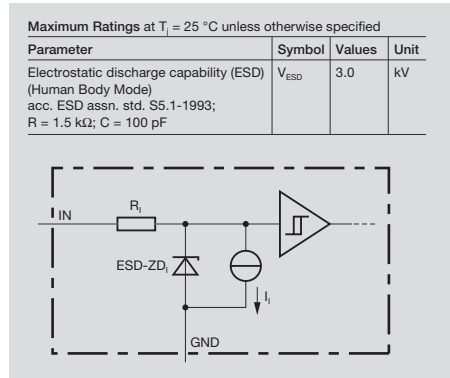 Maximum Ratings at Tj = 25 °C unless otherwise specified
Parameter Symbol Values Unit
Electrostatic discharge capability (ESD) VESD 3.0 kV
(Human Body Mode)
acc. ESD assn. std. S5.1-1993;
R = 1.5 kΩ; C = 100 pF
IN
RI
ESD-ZDI
II
GND